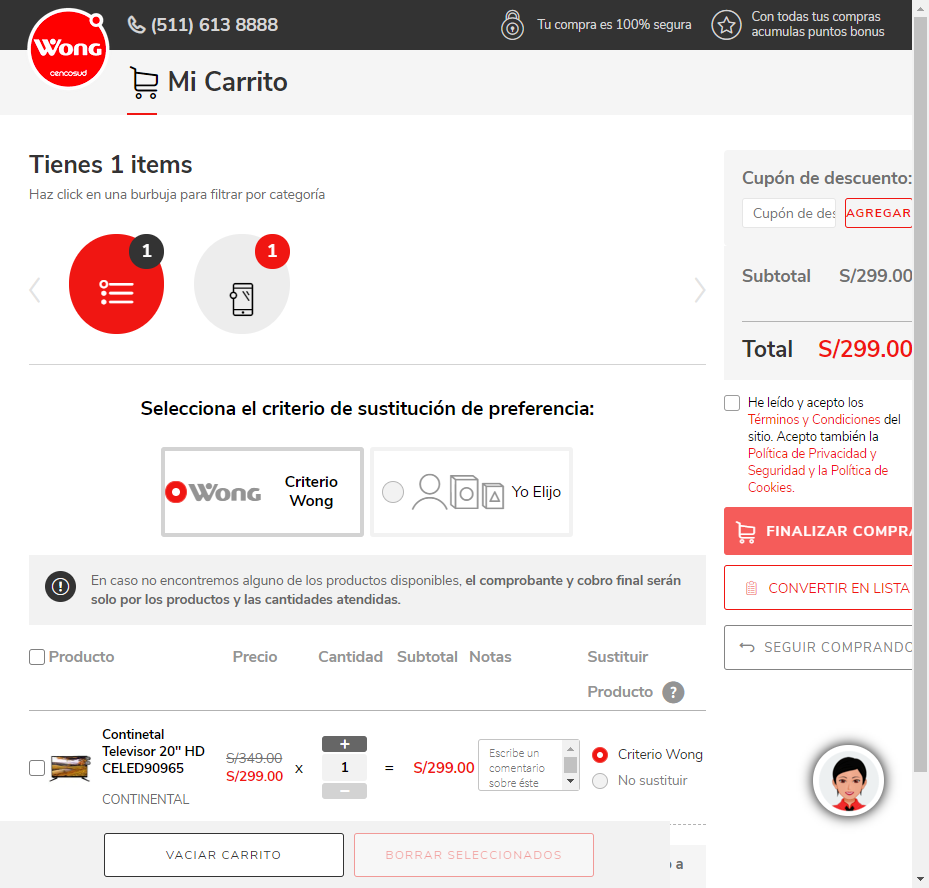 Wong
cencosud
(511) 613 8888
Tu compra es 100% segura
Con todas tus compras
acumulas puntos bonus
Mi Carrito
Tienes 1 items
Haz click en una burbuja para filtrar por categoría
1
1
Selecciona el criterio de sustitución de preferencia:
Wong
Criterio
Wong
Yo Elijo
En caso no encontremos alguno de los productos disponibles, el comprobante y cobro final serán
solo por los productos y las cantidades atendidas.
Producto Precio Cantidad Subtotal Notas Sustituir
Producto ?
Continetal
Televisor 20" HD
CELED90965
CONTINENTAL
S/349.00
S/299.00
x
+
1
−
=
S/299.00
Escribe un
comentario
sobre éste
Criterio Wong
No sustituir
VACIAR CARRITO
BORRAR SELECCIONADOS
a
Cupón de descuento:
Cupón de des
AGREGAR
Subtotal S/299.00
Total S/299.00
He leído y acepto los
Términos y Condiciones del
sitio. Acepto también la
Política de Privacidad y
Seguridad y la Política de
Cookies.
FINALIZAR COMPRA
CONVERTIR EN LISTA
SEGUIR COMPRANDO